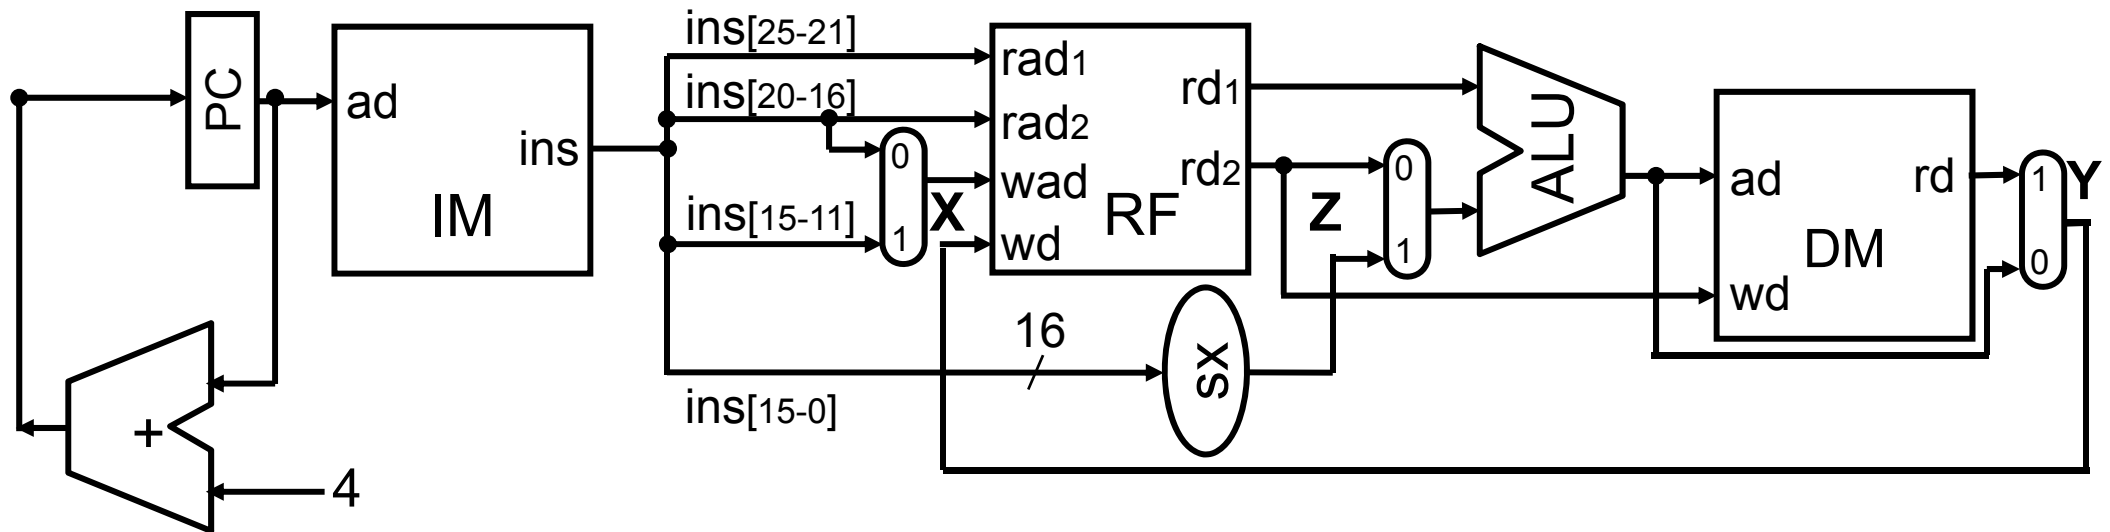 PC
ad
ins
IM
ins[25-21]
ins[20-16]
ins[15-11]
ins[15-0]
0
1
X
16
rad1
rad2
wad
wd
rd1
rd2
RF
sx
Z
0
1
ALU
ad
wd
rd
DM
1
0
Y
+
4